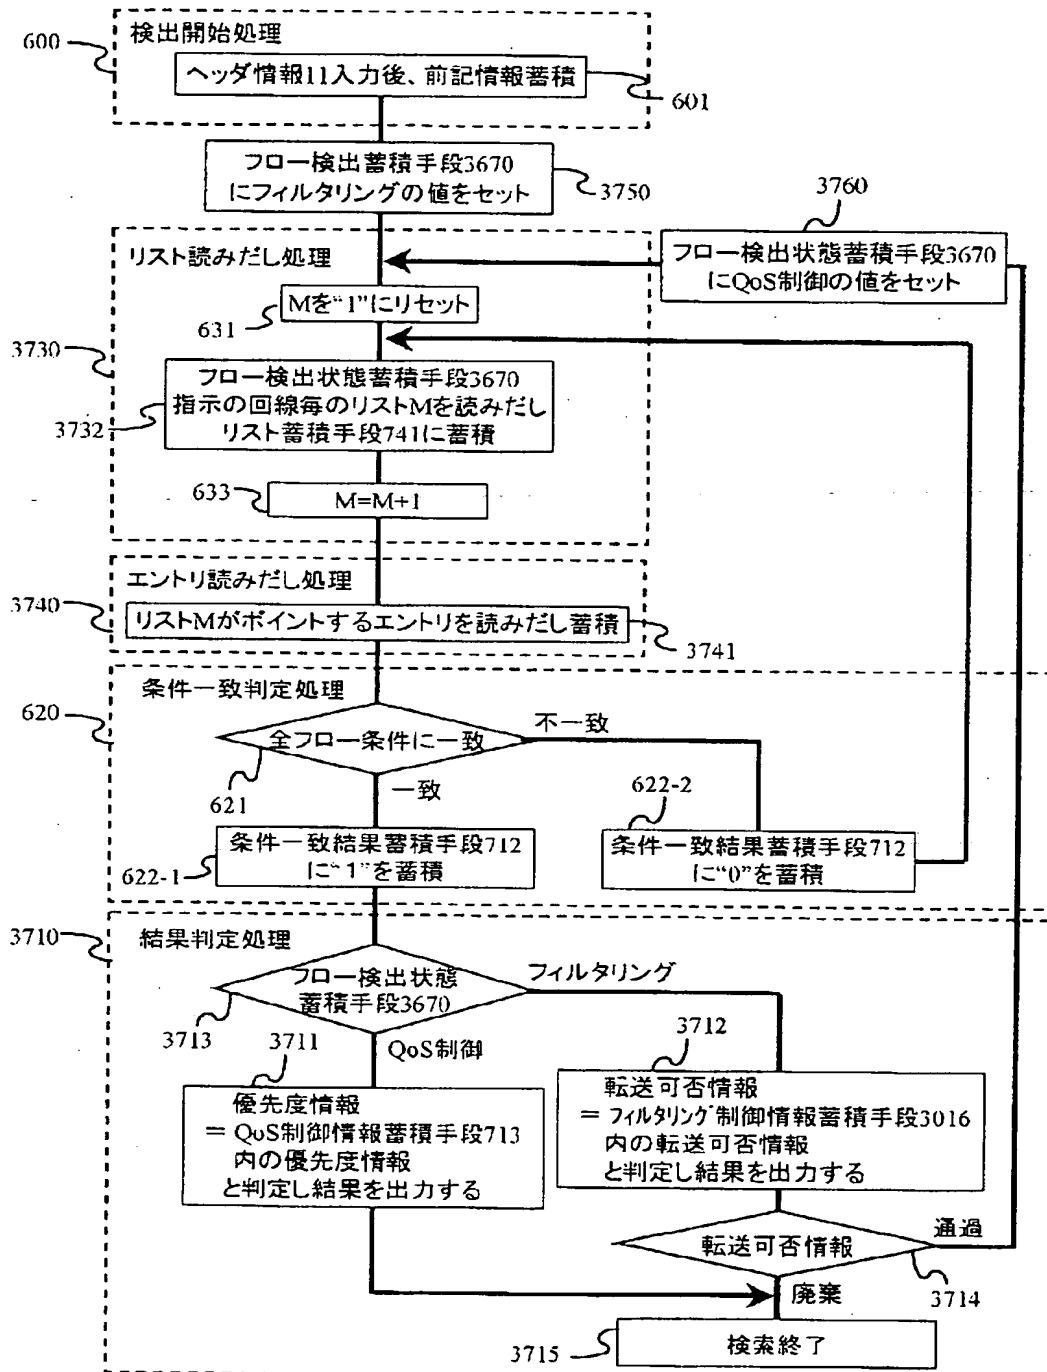 検出開始処理
600
ヘッダ情報11入力後、前記情報蓄積
601
フロー検出蓄積手段3670
にフィルタリングの値をセット
3750
3760
フロー検出状態蓄積手段3670
にQoS制御の値をセット
リスト読みだし処理
Mを“1”にリセット
631
3730
フロー検出状態蓄積手段3670
指示の回線毎のリストMを読みだし
リスト蓄積手段741に蓄積
3732
633
M=M+1
エントリ読みだし処理
3740
リストMがポイントするエントリを読みだし蓄積
3741
条件一致判定処理
620
全フロー条件に一致
不一致
621
一致
622-2
条件一致結果蓄積手段712
に“1”を蓄積
622-1
条件一致結果蓄積手段712
に“0”を蓄積
3710
結果判定処理
フロー検出状態
蓄積手段3670
フィルタリング
3713
3711
QoS制御
3712
優先度情報
＝QoS制御情報蓄積手段713
内の優先度情報
と判定し結果を出力する
転送可否情報
＝フィルタリング制御情報蓄積手段3016
内の転送可否情報
と判定し結果を出力する
転送可否情報
通過
3714
廃棄
検索終了
3715